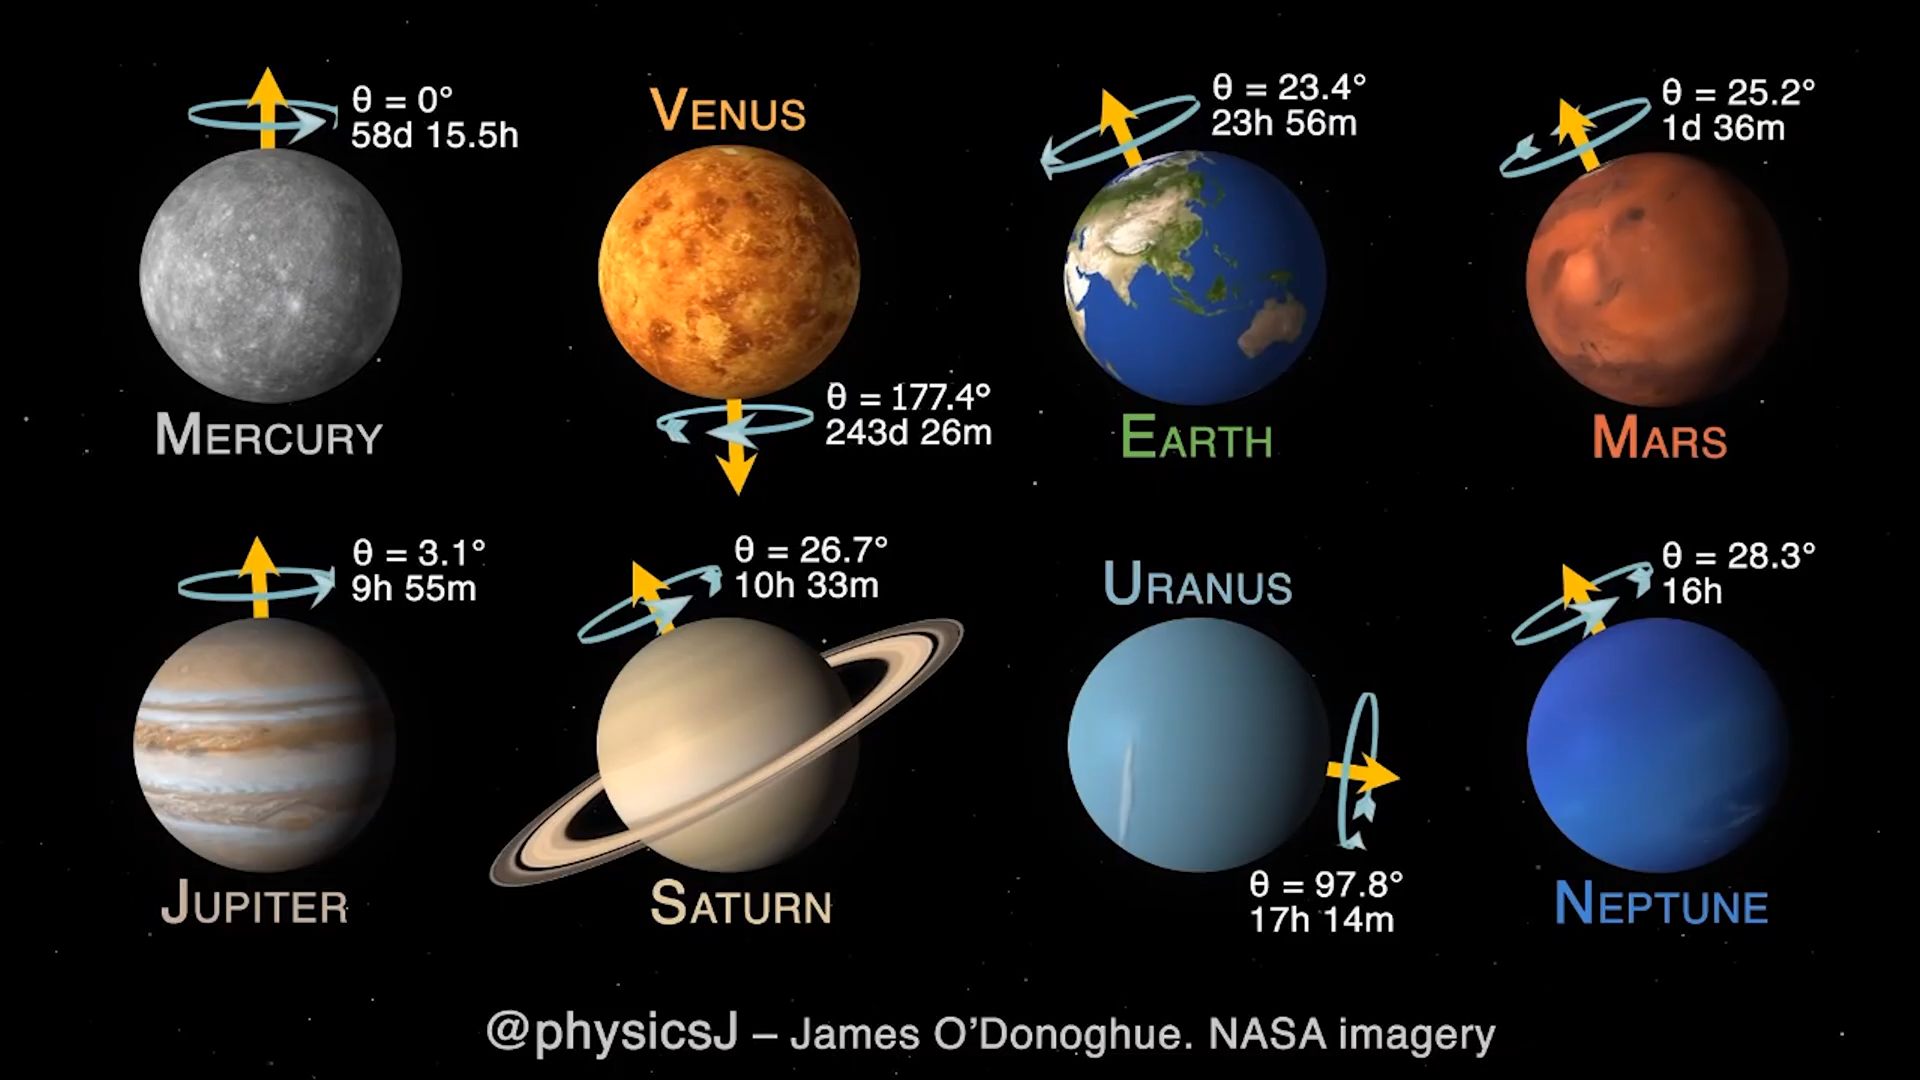 θ = 0°
58d 15.5h
MERCURY
VENUS
θ = 177.4°
243d 26m
θ = 23.4°
23h 56m
EARTH
θ = 25.2°
1d 36m
MARS
θ = 3.1°
9h 55m
JUPITER
θ = 26.7°
10h 33m
SATURN
URANUS
θ = 97.8°
17h 14m
θ = 28.3°
16h
NEPTUNE
@physicsJ – James O’Donoghue. NASA imagery